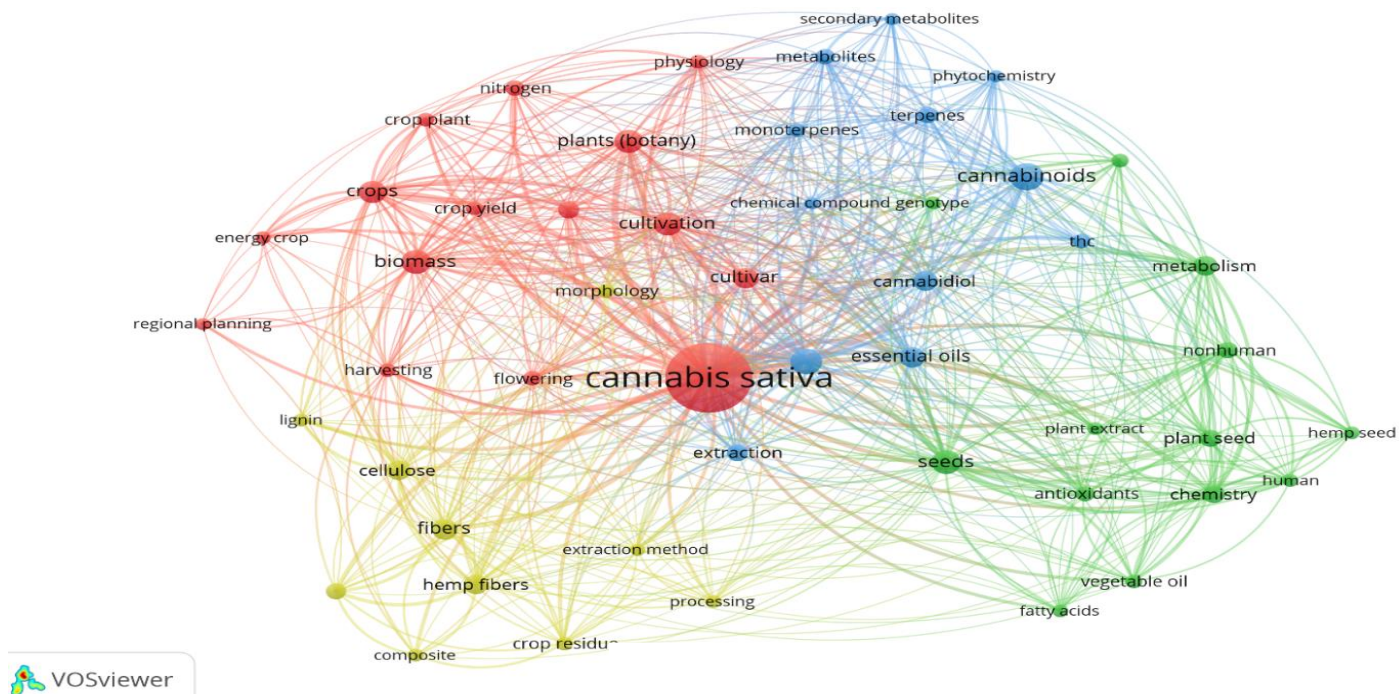 secondary metabolites
physiology
metabolites
phytochemistry
nitrogen
crop plant
terpenes
monoterpenes
plants (botany)
cannabinoids
crops
crop yield
chemical compound
genotype
cultivation
energy crop
thc
biomass
metabolism
cultivar
cannabidiol
morphology
regional planning
nonhuman
essential oils
harvesting
flowering
cannabis sativa
lignin
plant extract
plant seed
hemp seed
extraction
seeds
cellulose
human
antioxidants
chemistry
fibers
extraction method
hemp fibers
vegetable oil
processing
fatty acids
crop residu
composite
VOSviewer